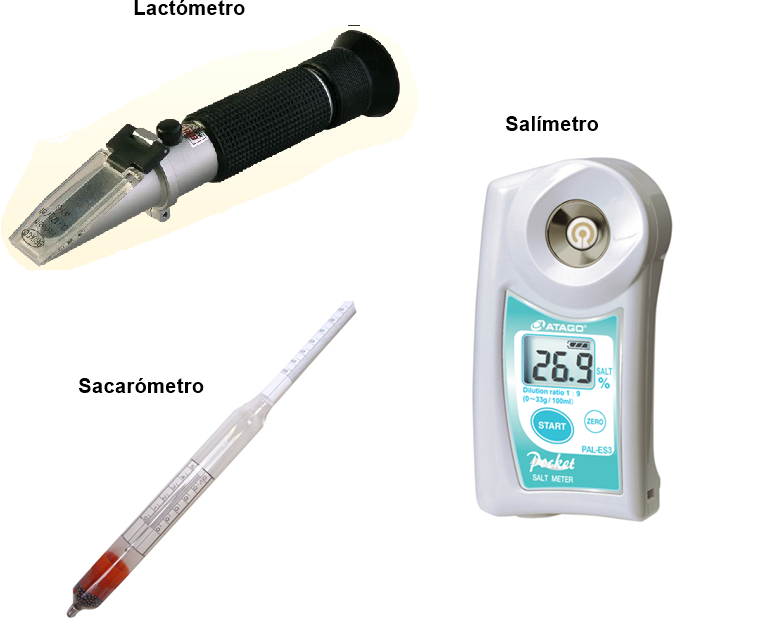 Lactómetro
Salímetro
ATAGO
26.9
SALT
%
Dilution ratio 1 : 9
(0~33g/100ml)
START
ZERO
PAL-ES3
Pocket
SALT METER
Sacarómetro